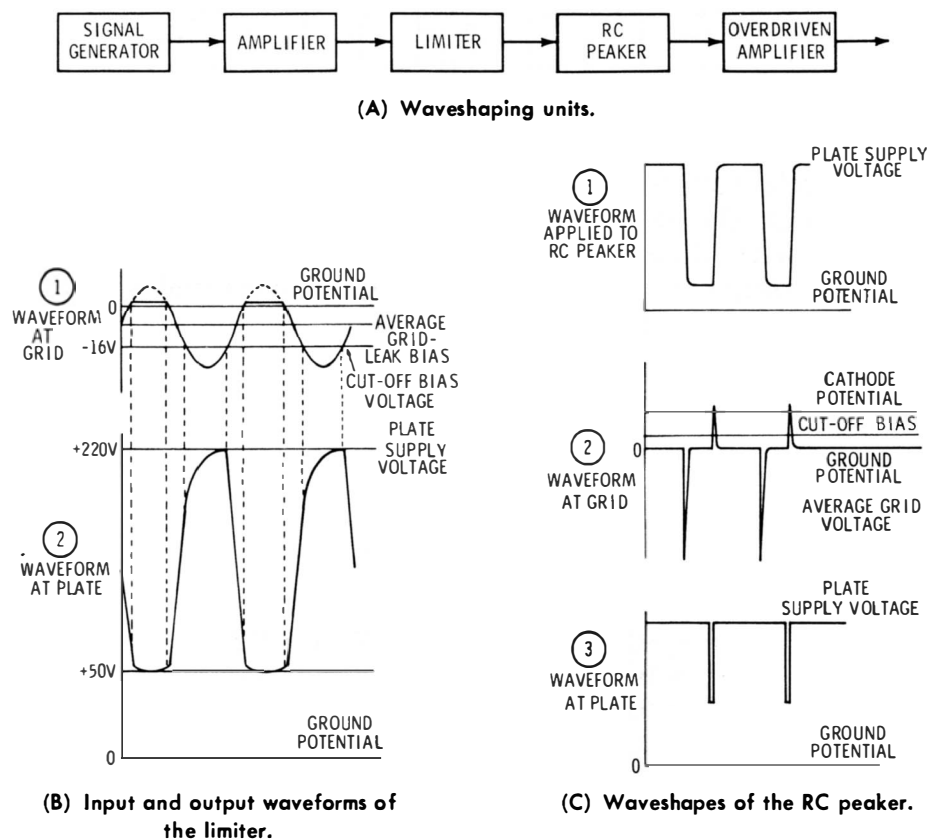 SIGNAL
GENERATOR
AMPLIFIER
LIMITER
RC
PEAKER
OVERDRIVEN
AMPLIFIER
(A) Waveshaping units.
1
WAVEFORM
AT
GRID
0
-16V
GROUND
POTENTIAL
AVERAGE
GRID-
LEAK BIAS
CUT-OFF BIAS
VOLTAGE
+220V
PLATE
SUPPLY
VOLTAGE
2
WAVEFORM
AT PLATE
+50V
GROUND
POTENTIAL
0
(B) Input and output waveforms of
the limiter.
1
WAVEFORM
APPLIED TO
RC PEAKER
PLATE SUPPLY
VOLTAGE
GROUND
POTENTIAL
CATHODE
POTENTIAL
CUT-OFF BIAS
0
2
WAVEFORM
AT GRID
GROUND
POTENTIAL
AVERAGE GRID
VOLTAGE
PLATE
SUPPLY VOLTAGE
3
WAVEFORM
AT PLATE
GROUND
POTENTIAL
0
(C) Waveshapes of the RC peaker.